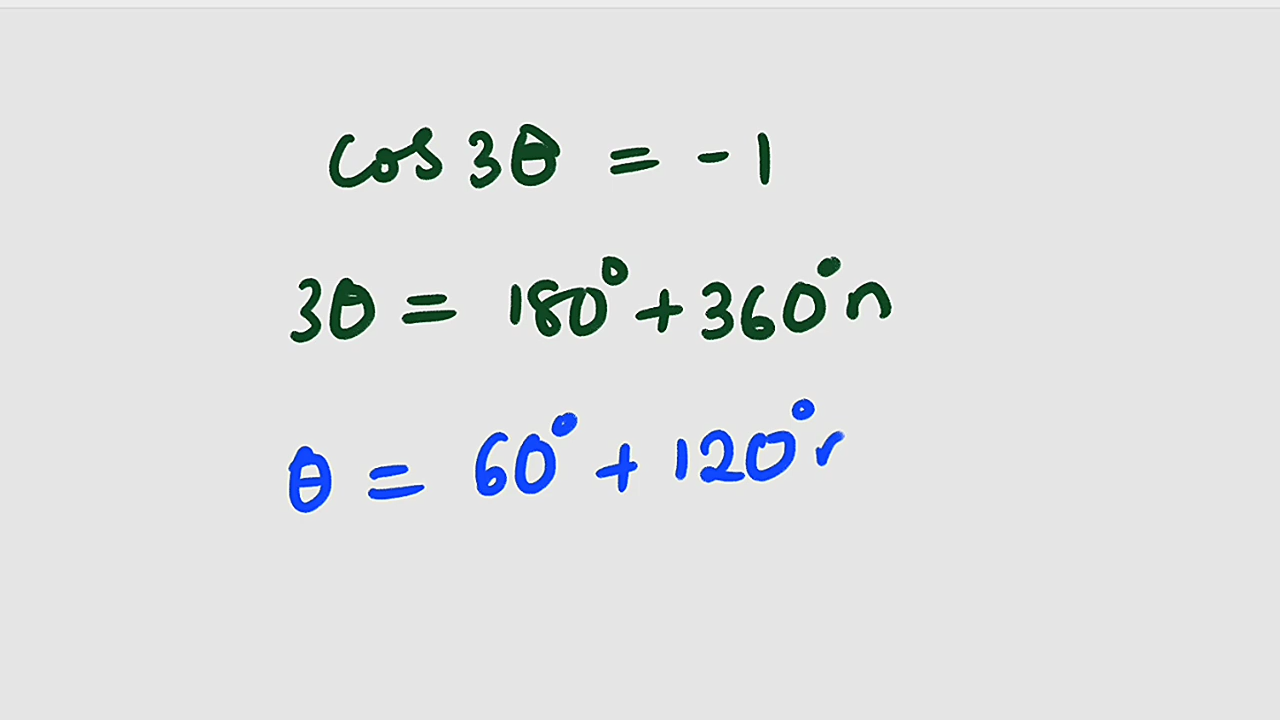 cos 3θ = -1
3θ = 180° + 360°n
θ = 60° + 120°r